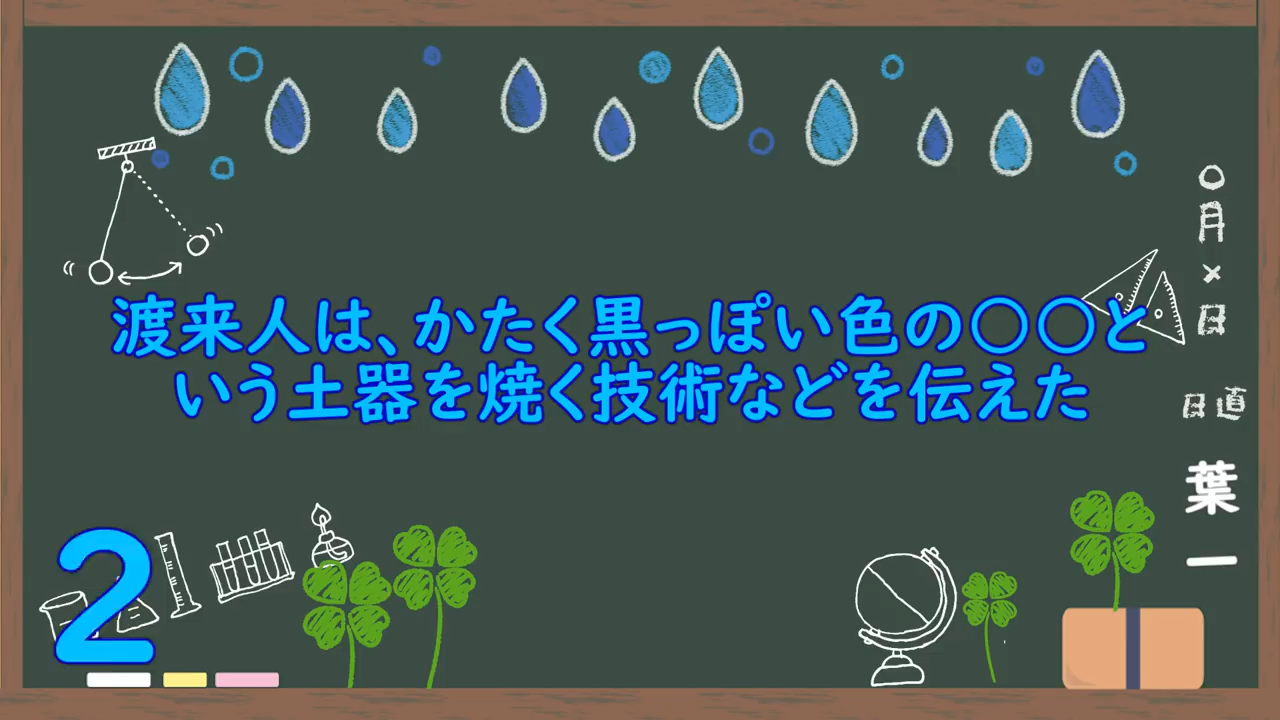 渡来人は、かたく黒っぽい色の〇〇と
いう土器を焼く技術などを伝えた
〇月×日
日直
葉一
2